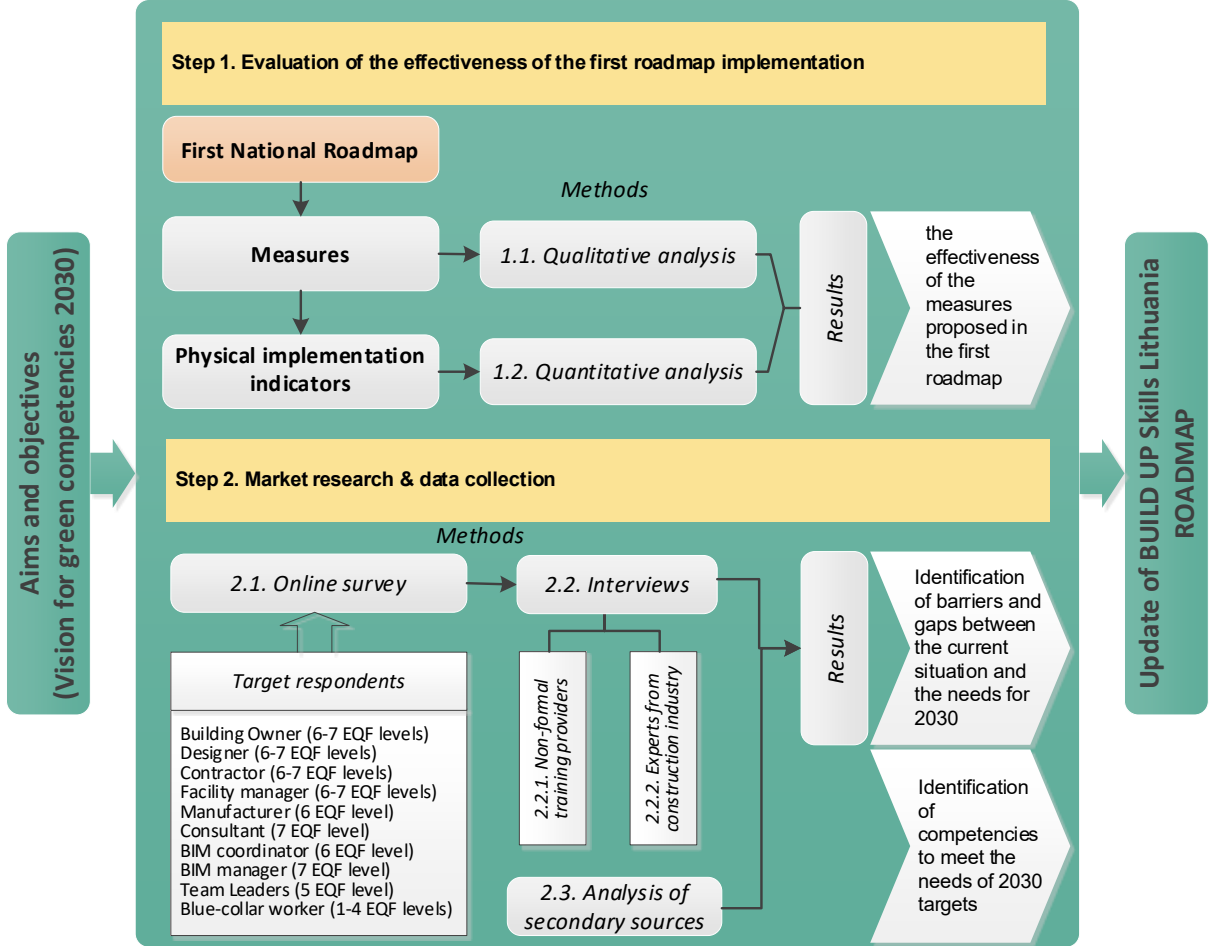 Aims and objectives
(Vision for green competencies 2030)
Step 1. Evaluation of the effectiveness of the first roadmap implementation
First National Roadmap
Methods
Measures
1.1. Qualitative analysis
Physical implementation
indicators
1.2. Quantitative analysis
Results
the
effectiveness
of the
measures
proposed in
the first
roadmap
Step 2. Market research & data collection
Methods
2.1. Online survey
2.2. Interviews
Target respondents
Building Owner (6-7 EQF levels)
Designer (6-7 EQF levels)
Contractor (6-7 EQF levels)
Facility manager (6-7 EQF levels)
Manufacturer (6 EQF level)
Consultant (7 EQF level)
BIM coordinator (6 EQF level)
BIM manager (7 EQF level)
Team Leaders (5 EQF level)
Blue-collar worker (1-4 EQF levels)
2.2.1. Non-formal
training providers
2.2.2. Experts from
construction industry
2.3. Analysis of
secondary sources
Results
Identification
of barriers and
gaps between
the current
situation and
the needs for
2030
Identification
of
competencies
to meet the
needs of 2030
targets
Update of BUILD UP Skills Lithuania
ROADMAP